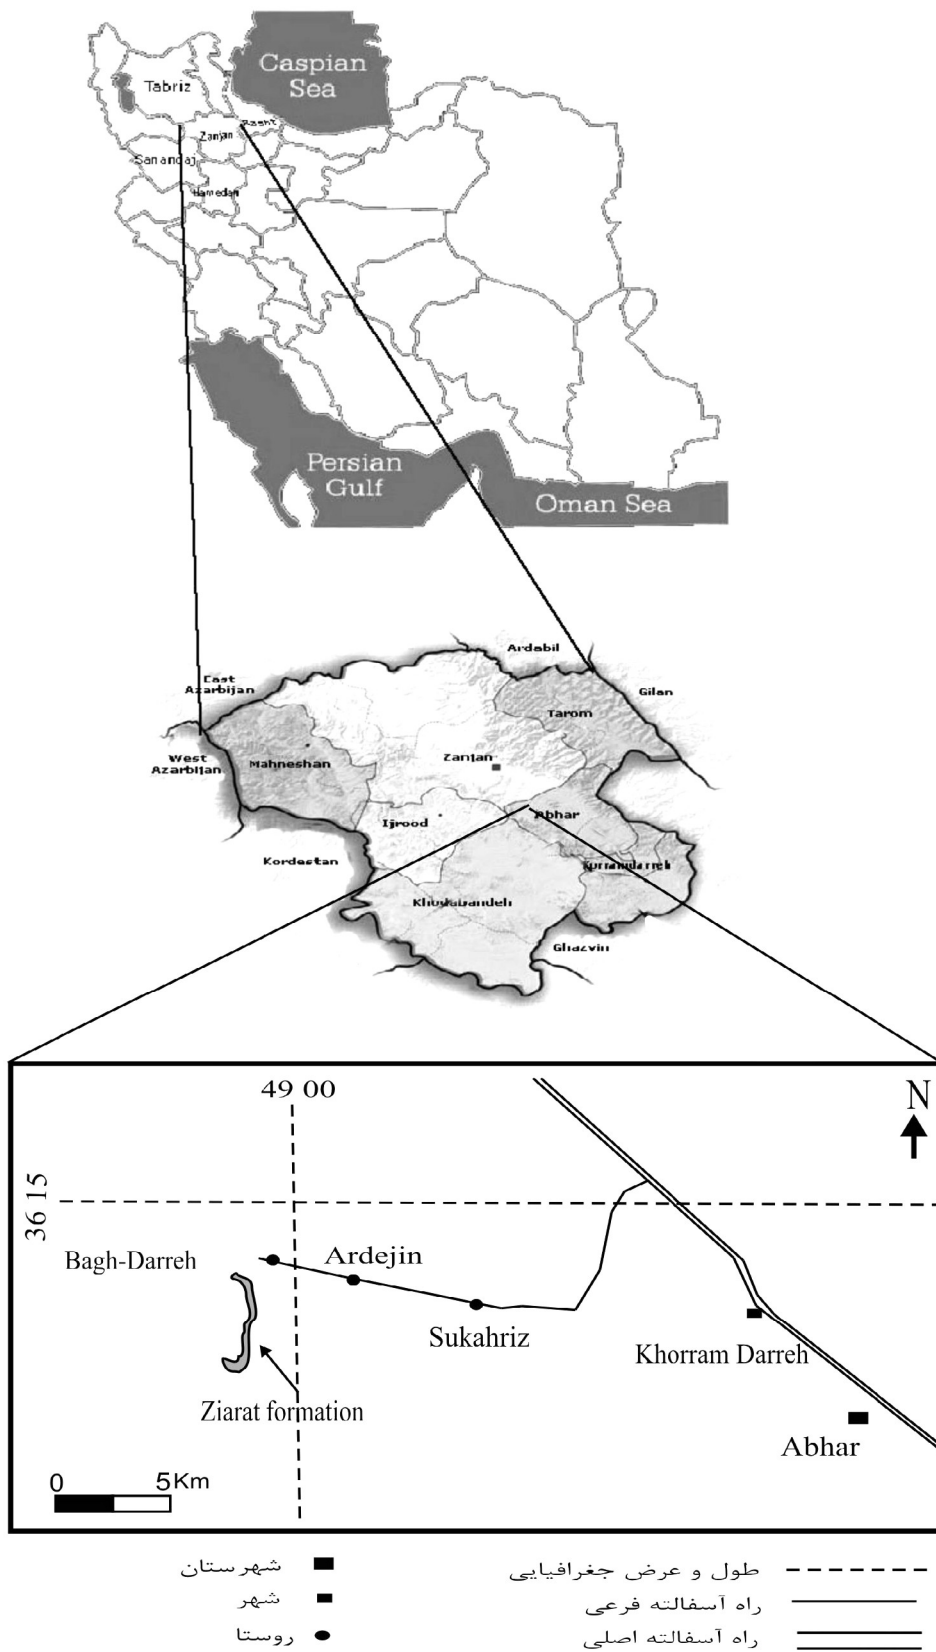 Caspian
Sea
Tabriz
Rasht
Zanjan
Sanandaj
Hamedan
Persian
Gulf
Oman Sea
Ardabil
East
Azarbijan
Gilan
Tarom
West
Azarbijan
Mahneshan
Zanjan
Ijrood
Abhar
Kordestan
Khodabandeh
Ghazvin
49 00
N
36 15
Bagh-Darreh
Ardejin
Sukahriz
Khorram Darreh
Ziarat formation
Abhar
0 5Km
شهرستان
شهر
روستا
طول و عرض جغرافیایی
راه آسفالته فرعی
راه آسفالته اصلی